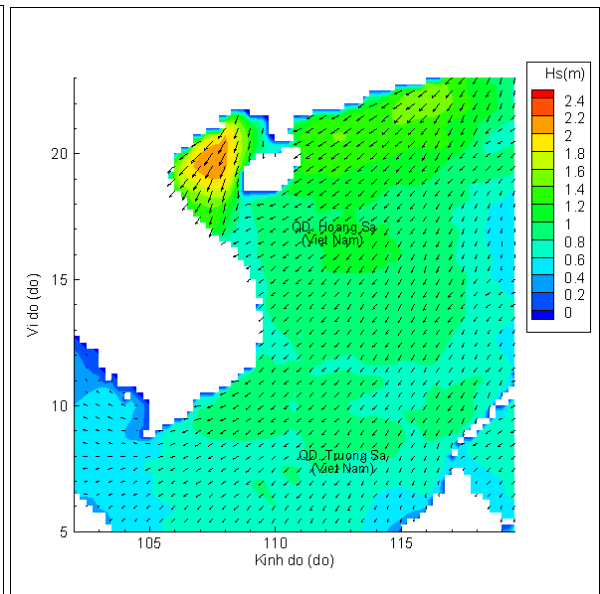 Hs(m)
2.4
2.2
2
1.8
1.6
1.4
1.2
1
0.8
0.6
0.4
0.2
0
20
15
10
5
Vi do (do)
QD. Hoang Sa
(Viet Nam)
QD. Truong Sa
(Viet Nam)
105
110
115
Kinh do (do)